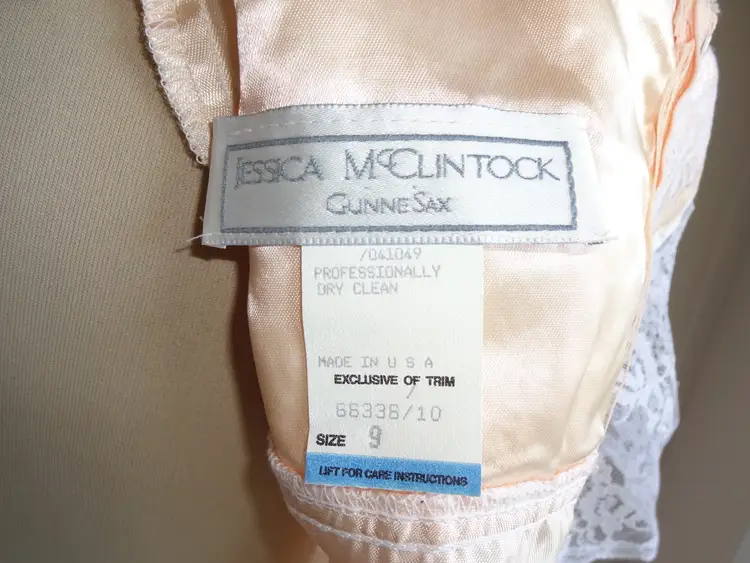 JESSICA McCLINTOCK
GUNNE SAX
/041049
PROFESSIONALLY
DRY CLEAN
MADE IN U S A
EXCLUSIVE OF TRIM
66336/10
SIZE 9
LIFT FOR CARE INSTRUCTIONS